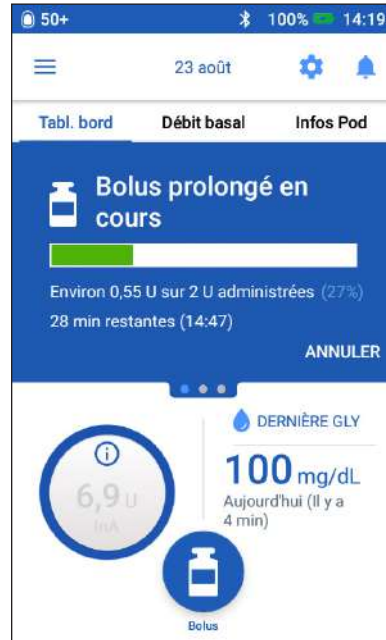 50+ 100% 14:19
23 août
Tabl. bord Débit basal Infos Pod
Bolus prolongé en
cours
Environ 0,55 U sur 2 U administrées (27%)
28 min restantes (14:47)
ANNULER
DERNIÈRE GLY
100 mg/dL
Aujourd'hui (Il y a
4 min)
6,9 U
InA
Bolus